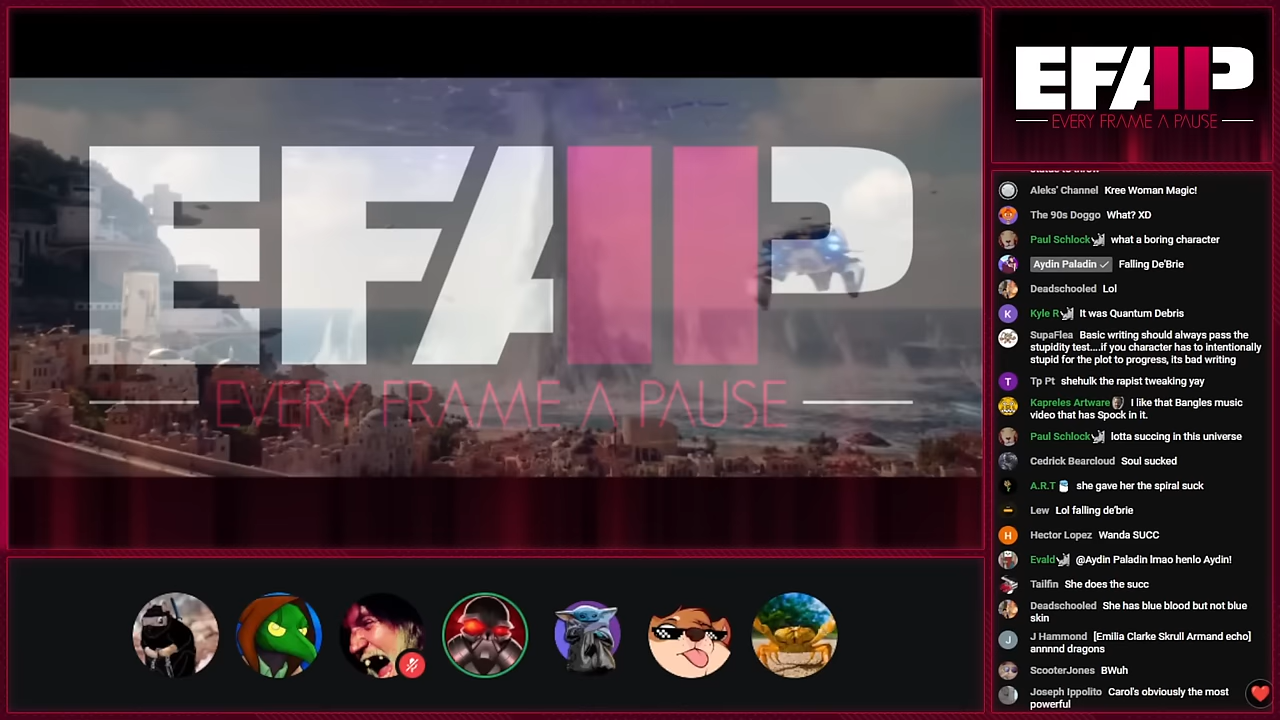 EFAP
EVERY FRAME A PAUSE
EFAP
EVERY FRAME A PAUSE
status to throw
Aleks' Channel Kree Woman Magic!
The 90s Doggo What? XD
Paul Schlock what a boring character
Aydin Paladin Falling De'Brie
Deadschooled Lol
K
Kyle R It was Quantum Debris
SupaFlea Basic writing should always pass the
stupidity test....if you character has to intentionally
stupid for the plot to progress, its bad writing
T
Tp Pt shehulk the rapist tweaking yay
Kapreles Artware I like that Bangles music
video that has Spock in it.
Paul Schlock lotta succing in this universe
Cedrick Bearcloud Soul sucked
A.R.T she gave her the spiral suck
Lew Lol falling de'brie
H
Hector Lopez Wanda SUCC
Evald @Aydin Paladin lmao henlo Aydin!
Tailfin She does the succ
Deadschooled She has blue blood but not blue
skin
J
J Hammond [Emilia Clarke Skrull Armand echo]
annnnd dragons
ScooterJones BWuh
Joseph Ippolito Carol's obviously the most
powerful